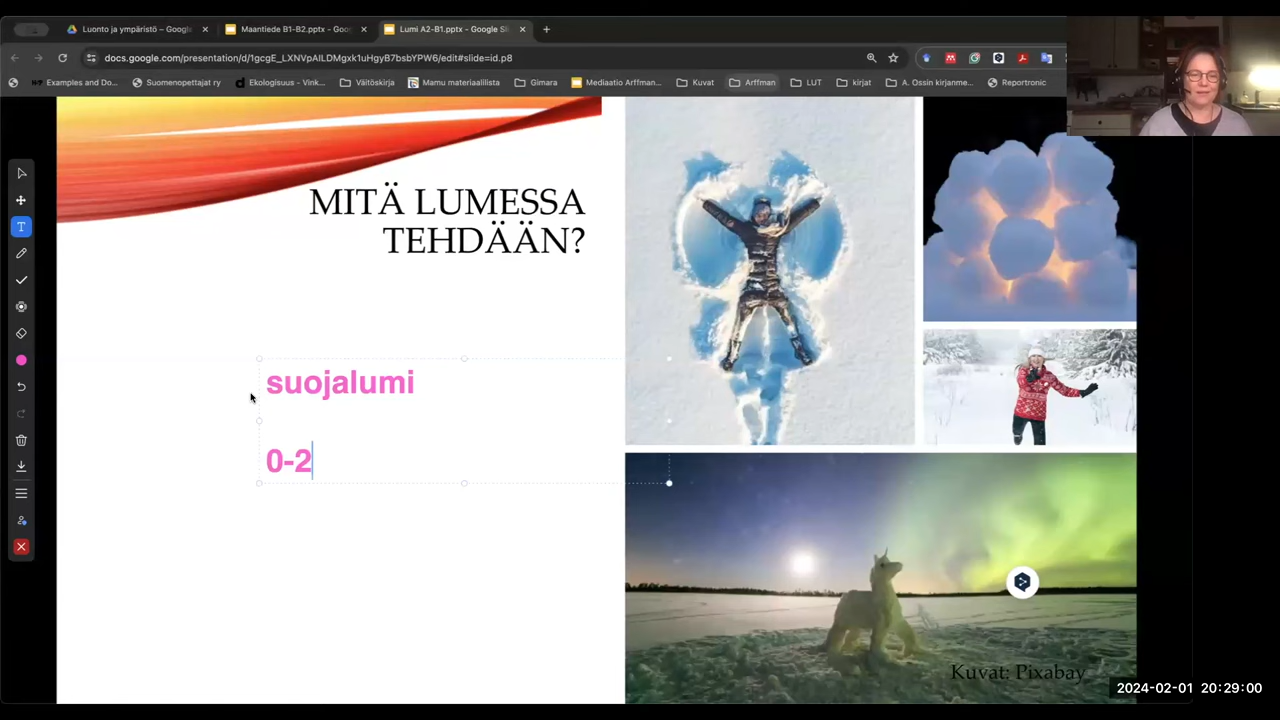 Luonto ja ympäristö – Google
Maantiede B1-B2.pptx - Goog
Lumi A2-B1.pptx - Google Sl
docs.google.com/presentation/d/1gcgE_LXNVpAILDMgxk1uHgyB7bsbYPW6/edit#slide=id.p8
Examples and Do...
Suomenopettajat ry
Ekologisuus - Vink...
Väitöskirja
Mamu materiaalilista
Gimara
Mediaatio Arffman...
Kuvat
Arffman
LUT
kirjat
A. Ossin kirjanme...
Reportronic
MITÄ LUMESSA
TEHDÄÄN?
suojalumi
0-2
Kuvat: Pixabay
2024-02-01 20:29:00